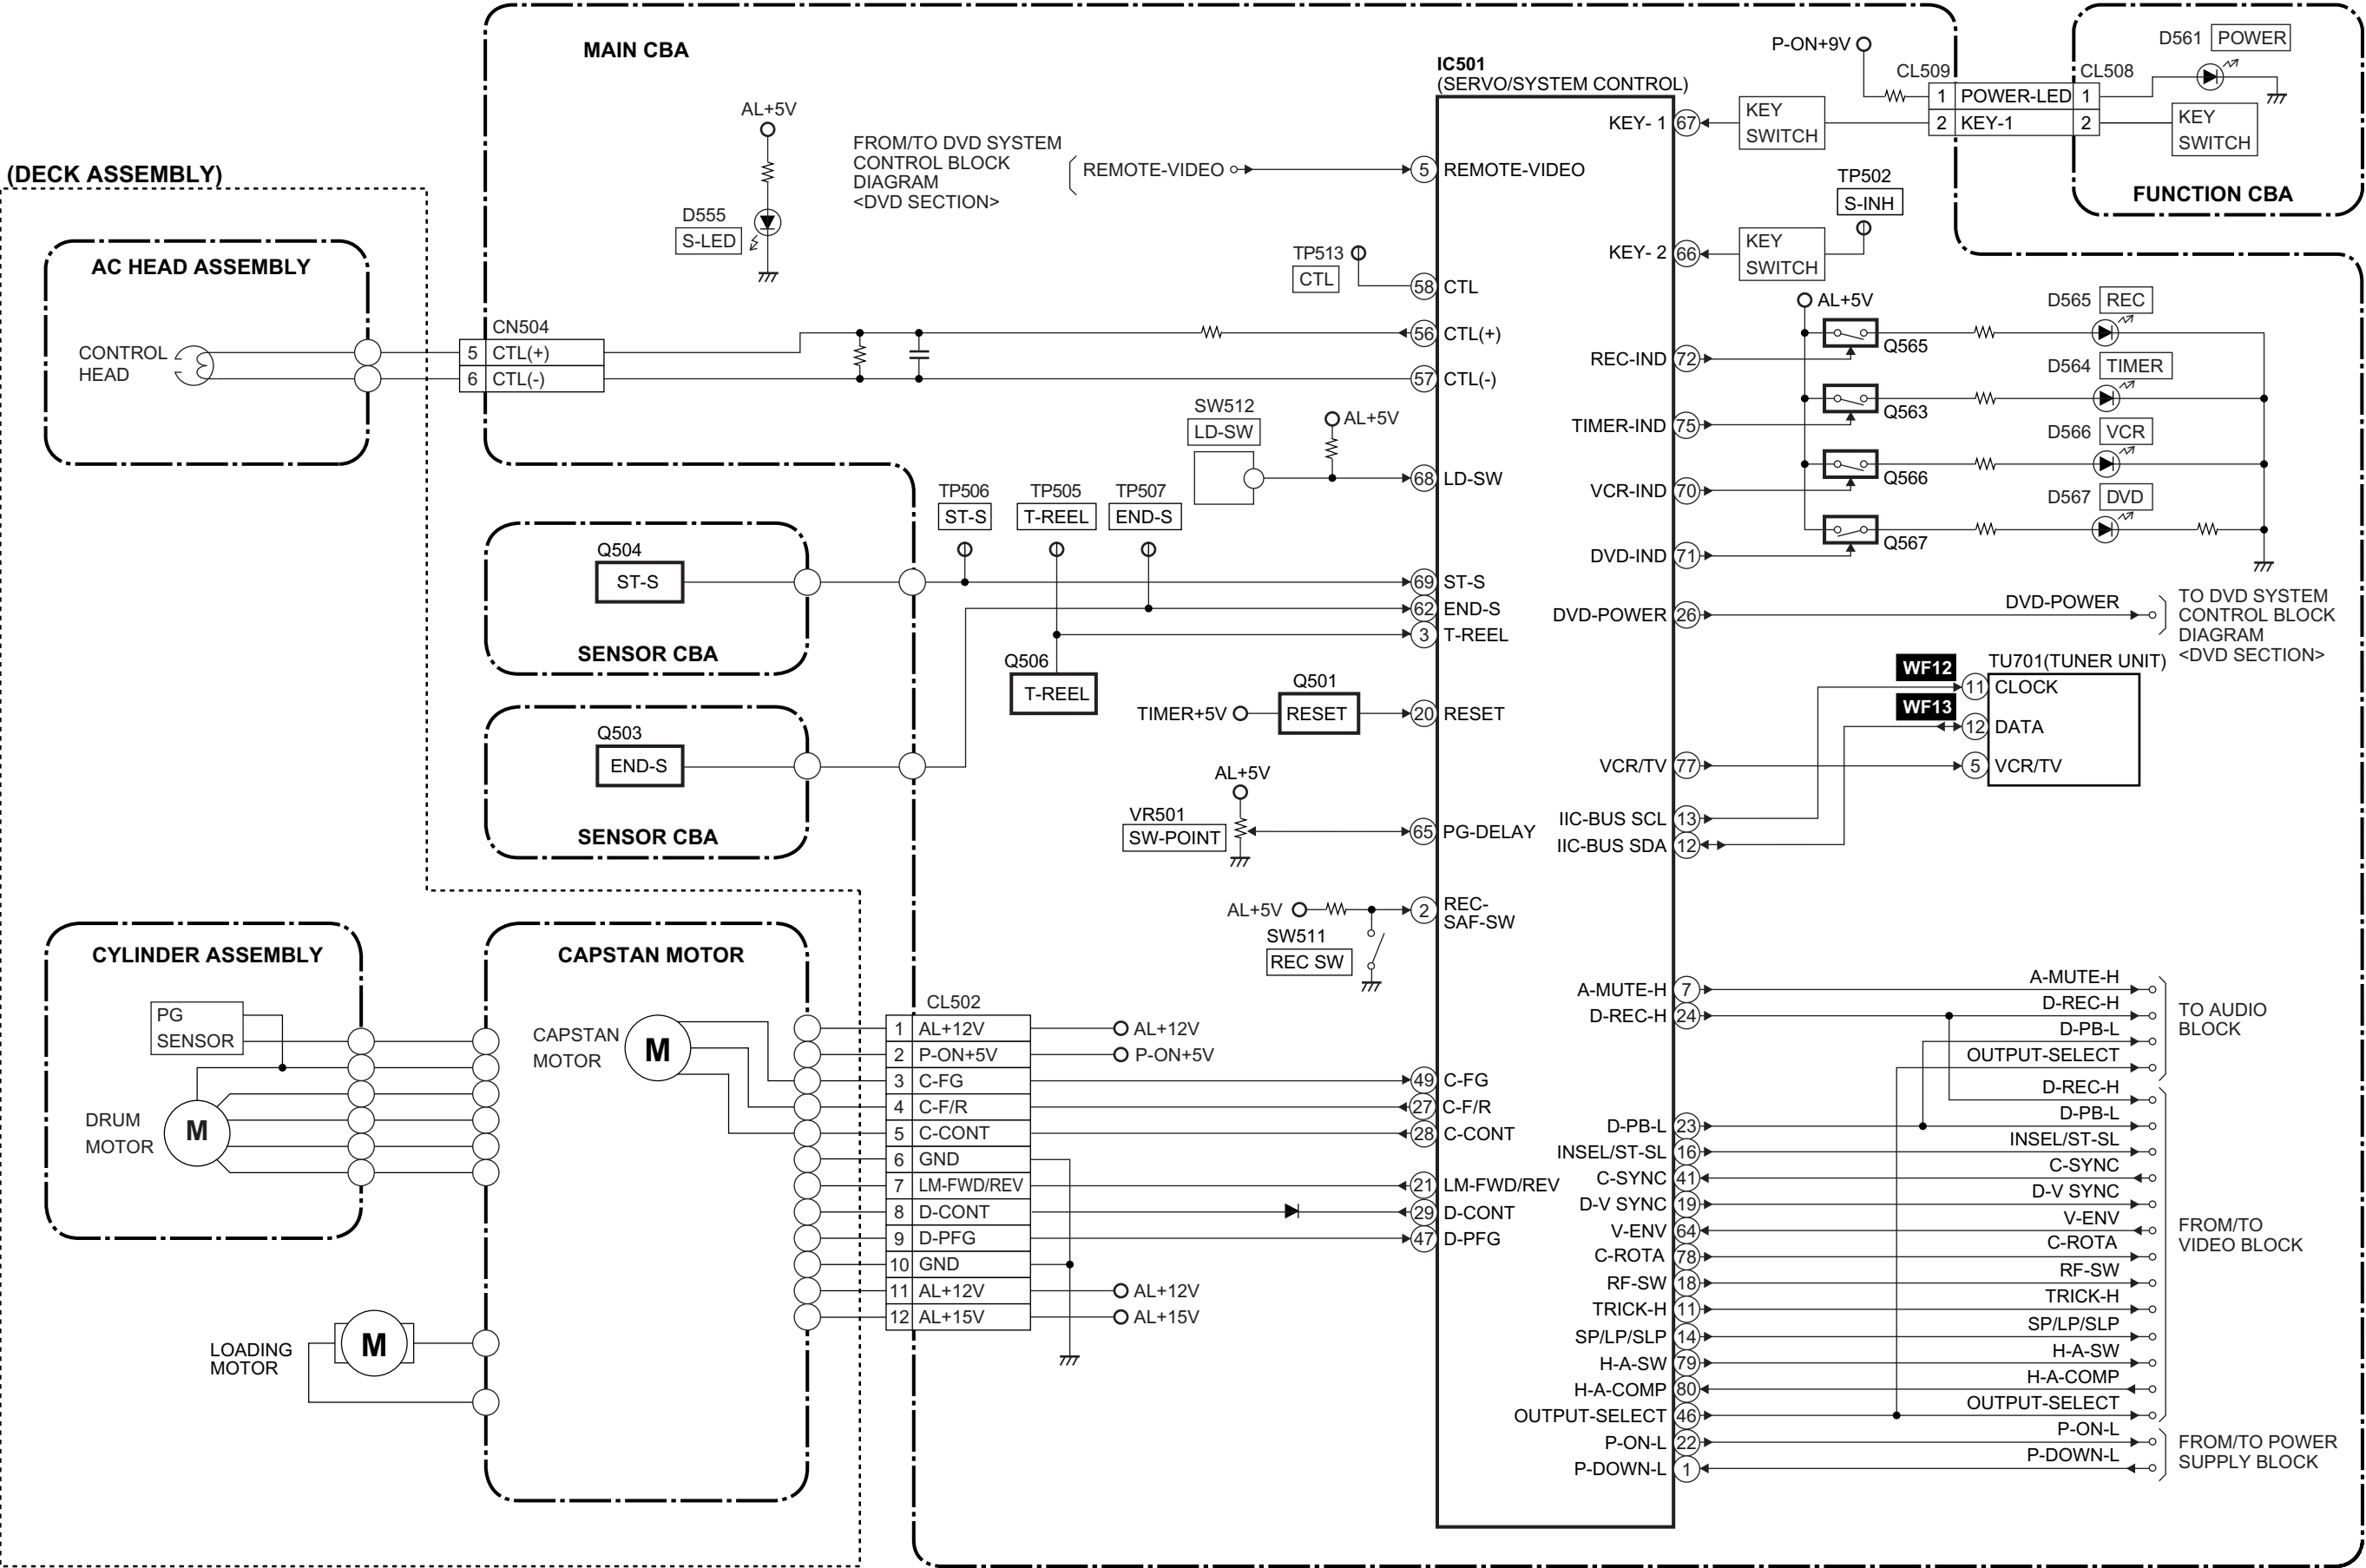 MAIN CBA
(DECK ASSEMBLY)
AC HEAD ASSEMBLY
CONTROL
HEAD
CN504
5 CTL(+)
6 CTL(-)
AL+5V
D555
S-LED
FROM/TO DVD SYSTEM
CONTROL BLOCK
DIAGRAM
<DVD SECTION>
REMOTE-VIDEO
TP513
CTL
SW512
LD-SW
AL+5V
TP506
ST-S
TP505
T-REEL
TP507
END-S
Q504
ST-S
SENSOR CBA
Q503
END-S
SENSOR CBA
Q506
T-REEL
Q501
TIMER+5V
RESET
AL+5V
VR501
SW-POINT
AL+5V
SW511
REC SW
CYLINDER ASSEMBLY
PG
SENSOR
DRUM
MOTOR
M
LOADING
MOTOR
M
CAPSTAN MOTOR
CAPSTAN
MOTOR
M
CL502
1 AL+12V
2 P-ON+5V
3 C-FG
4 C-F/R
5 C-CONT
6 GND
7 LM-FWD/REV
8 D-CONT
9 D-PFG
10 GND
11 AL+12V
12 AL+15V
AL+12V
P-ON+5V
AL+12V
AL+15V
IC501
(SERVO/SYSTEM CONTROL)
5 REMOTE-VIDEO
58 CTL
56 CTL(+)
57 CTL(-)
68 LD-SW
69 ST-S
62 END-S
3 T-REEL
20 RESET
65 PG-DELAY
2 REC-
SAF-SW
49 C-FG
27 C-F/R
28 C-CONT
21 LM-FWD/REV
29 D-CONT
47 D-PFG
KEY- 1 67
KEY- 2 66
REC-IND 72
TIMER-IND 75
VCR-IND 70
DVD-IND 71
DVD-POWER 26
VCR/TV 77
IIC-BUS SCL 13
IIC-BUS SDA 12
A-MUTE-H 7
D-REC-H 24
D-PB-L 23
INSEL/ST-SL 16
C-SYNC 41
D-V SYNC 19
V-ENV 64
C-ROTA 78
RF-SW 18
TRICK-H 11
SP/LP/SLP 14
H-A-SW 79
H-A-COMP 80
OUTPUT-SELECT 46
P-ON-L 22
P-DOWN-L 1
P-ON+9V
KEY
SWITCH
CL509
1 POWER-LED 1
2 KEY-1 2
CL508
D561 POWER
KEY
SWITCH
FUNCTION CBA
TP502
S-INH
KEY
SWITCH
AL+5V
Q565
D565 REC
Q563
D564 TIMER
Q566
D566 VCR
Q567
D567 DVD
DVD-POWER
TO DVD SYSTEM
CONTROL BLOCK
DIAGRAM
<DVD SECTION>
TU701(TUNER UNIT)
WF12
11 CLOCK
WF13
12 DATA
5 VCR/TV
A-MUTE-H
D-REC-H
D-PB-L
OUTPUT-SELECT
TO AUDIO
BLOCK
D-REC-H
D-PB-L
INSEL/ST-SL
C-SYNC
D-V SYNC
V-ENV
C-ROTA
RF-SW
TRICK-H
SP/LP/SLP
H-A-SW
H-A-COMP
OUTPUT-SELECT
FROM/TO
VIDEO BLOCK
P-ON-L
P-DOWN-L
FROM/TO POWER
SUPPLY BLOCK